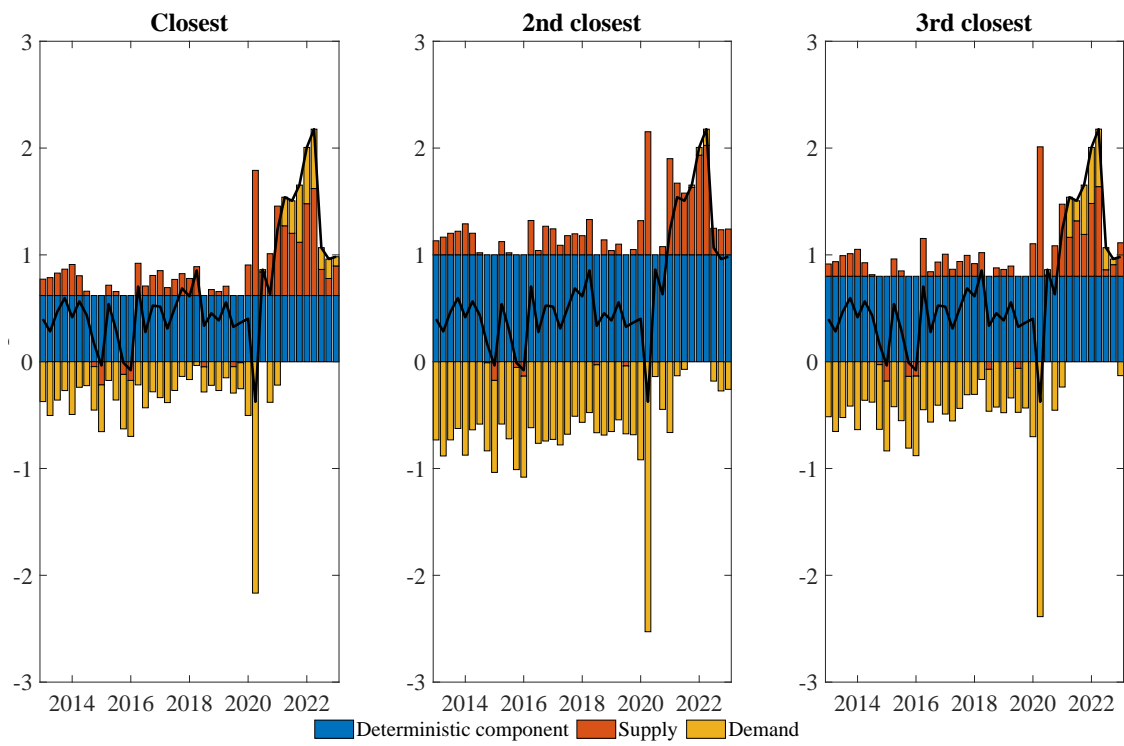 Closest 2nd closest 3rd closest
3 3 3
2 2 2
1 1 1
0 0 0
-1 -1 -1
-2 -2 -2
-3 -3 -3
2014 2016 2018 2020 2022 2014 2016 2018 2020 2022 2014 2016 2018 2020 2022
Deterministic component Supply Demand